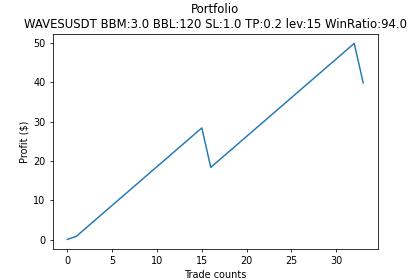 Portfolio
WAVESUSDT BBM:3.0 BBL:120 SL:1.0 TP:0.2 lev:15 WinRatio:94.0
50
40
30
20
10
0
Profit ($)
0 5 10 15 20 25 30
Trade counts